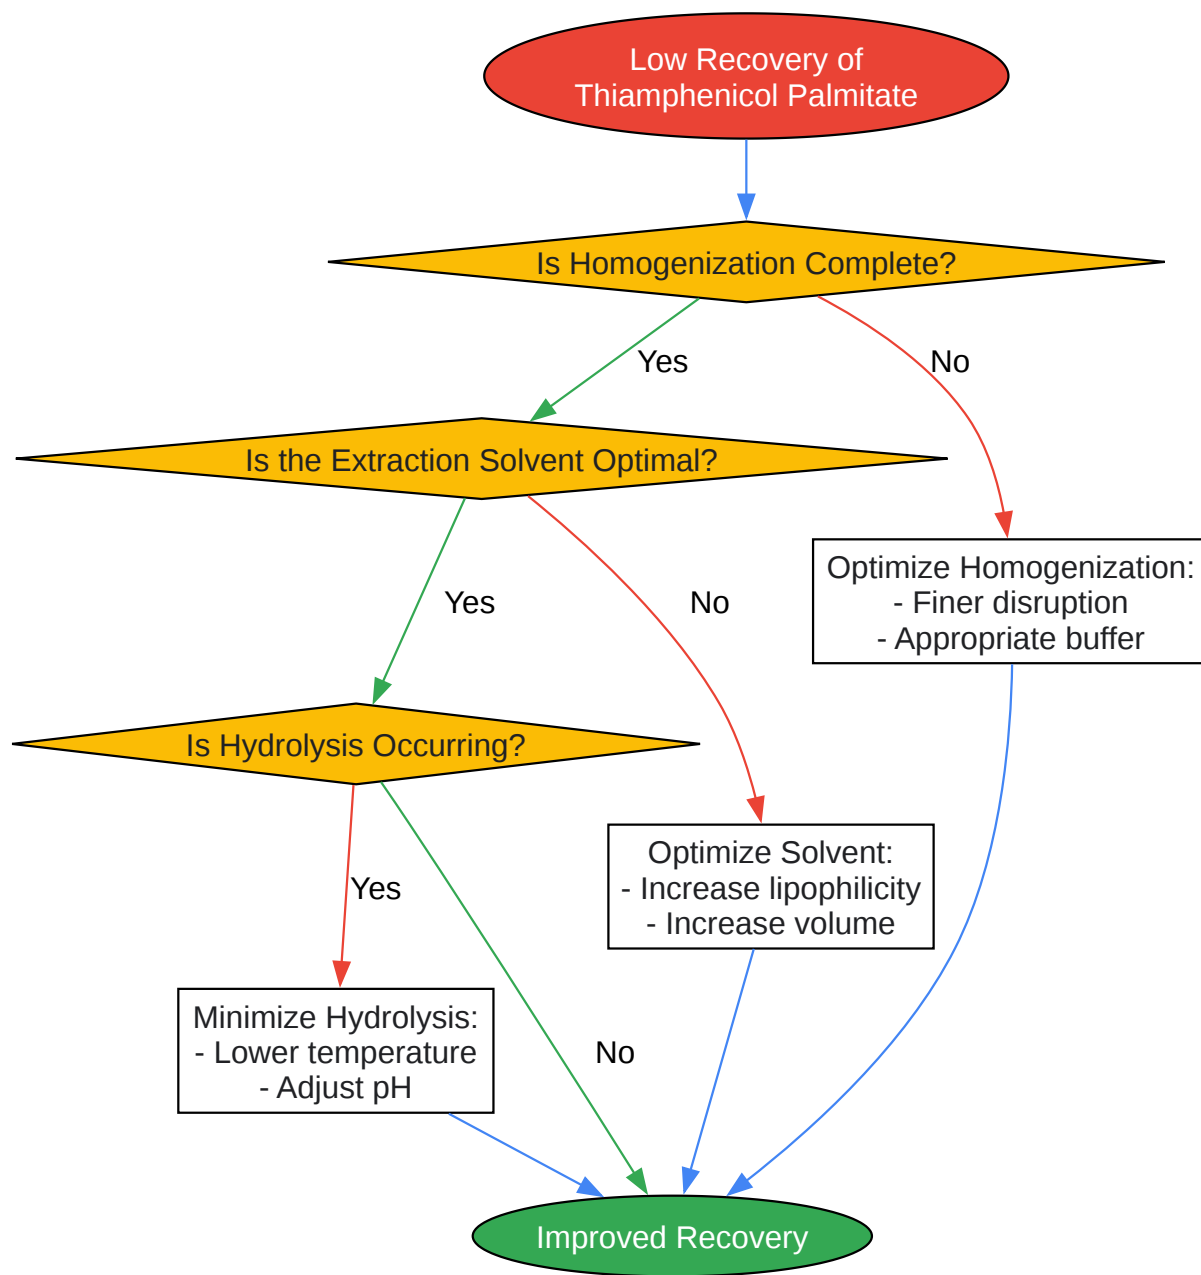 Low Recovery of
Thiamphenicol Palmitate
Is Homogenization Complete?
Yes
No
Is the Extraction Solvent Optimal?
Optimize Homogenization:
- Finer disruption
- Appropriate buffer
Yes
No
Is Hydrolysis Occurring?
Optimize Solvent:
- Increase lipophilicity
- Increase volume
Yes
No
Minimize Hydrolysis:
- Lower temperature
- Adjust pH
Improved Recovery